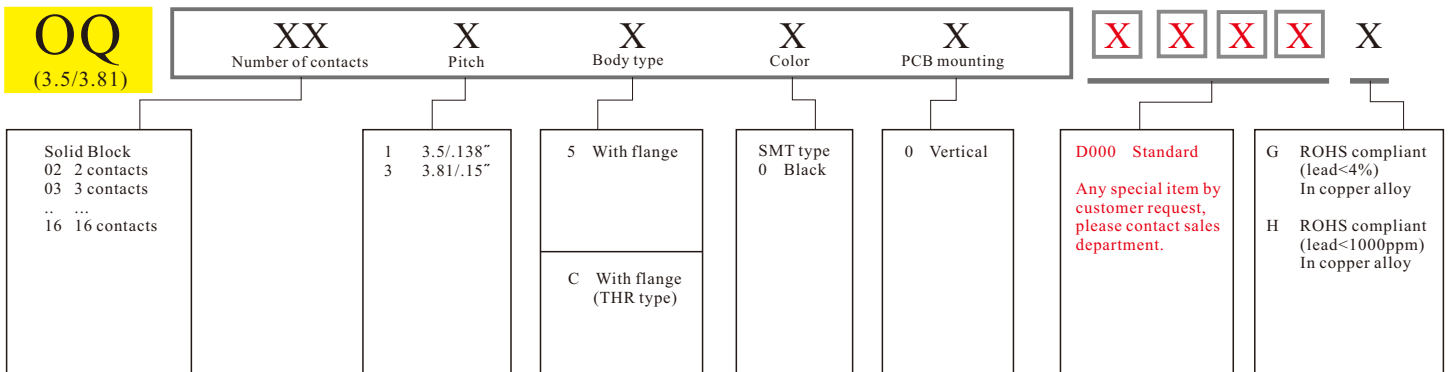 OQ XX X X X X X X X X X
(3.5/3.81) Number of contacts Pitch Body type Color PCB mounting
Solid Block
02 2 contacts
03 3 contacts
.. ...
16 16 contacts
1 3.5/.138˝
3 3.81/.15˝
5 With flange
C With flange
(THR type)
SMT type
0 Black
0 Vertical
D000 Standard
Any special item by
customer request,
please contact sales
department.
G ROHS compliant
(lead<4%)
In copper alloy
H ROHS compliant
(lead<1000ppm)
In copper alloy